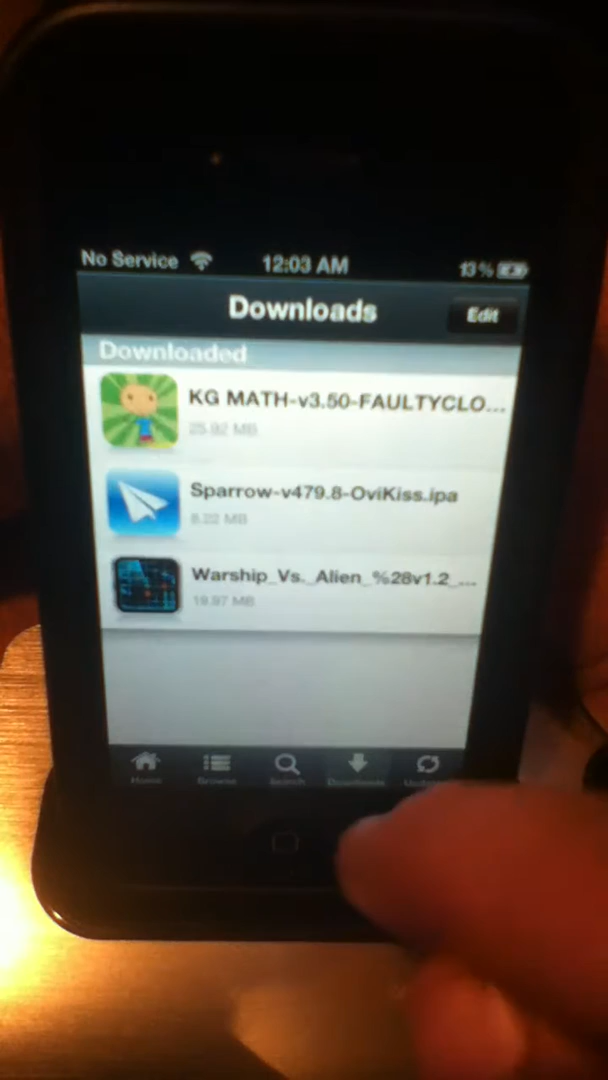 No Service 12:03 AM 13%
Downloads Edit
Downloaded
KG MATH-v3.50-FAULTYCLO...
25.92 MB
Sparrow-v479.8-OviKiss.ipa
8.22 MB
Warship_Vs._Alien_%28v1.2_...
19.97 MB
Home Browse Search Downloads